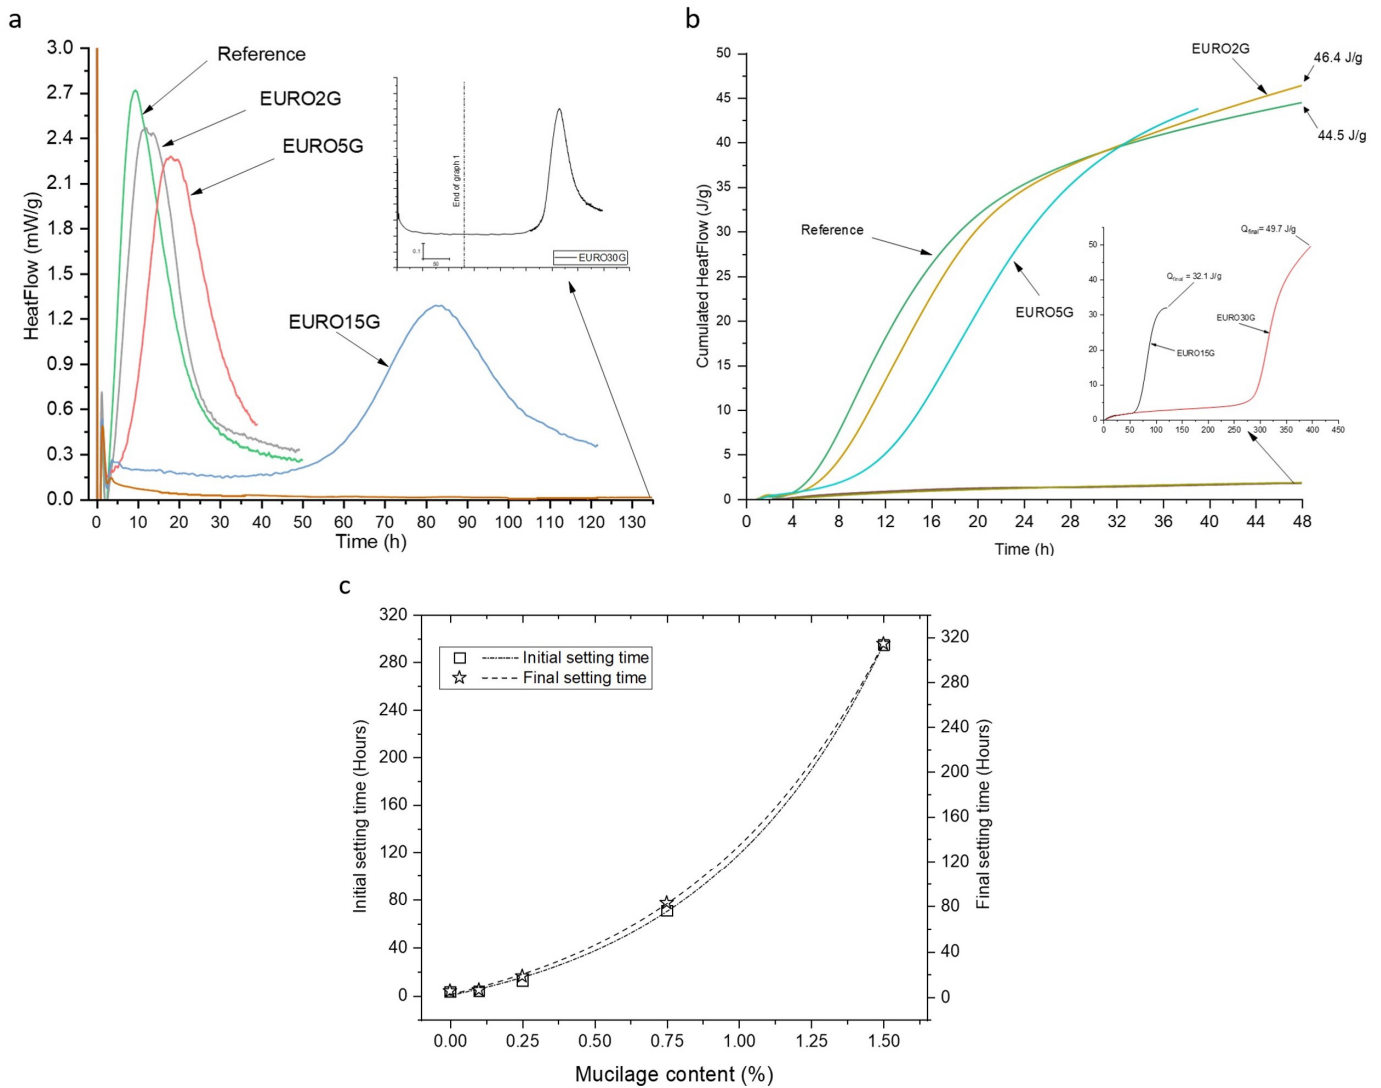 a
3.0
2.7
2.4
2.1
1.8
1.5
1.2
0.9
0.6
0.3
0.0
HeatFlow (mW/g)
Reference
EURO2G
EURO5G
EURO15G
End of graph 1
0.1
50
EURO30G
0 10 20 30 40 50 60 70 80 90 100 110 120 130
Time (h)
b
50
45
40
35
30
25
20
15
10
5
0
Cumulated HeatFlow (J/g)
EURO2G
46.4 J/g
44.5 J/g
Reference
EURO5G
50
40
30
20
10
0
Qfinal = 49.7 J/g
Qfinal = 32.1 J/g
EURO30G
EURO15G
0 50 100 150 200 250 300 350 400 450
0 4 8 12 16 20 24 28 32 36 40 44 48
Time (h)
c
320
280
240
200
160
120
80
40
0
Initial setting time (Hours)
Initial setting time
Final setting time
320
280
240
200
160
120
80
40
0
Final setting time (Hours)
0.00 0.25 0.50 0.75 1.00 1.25 1.50
Mucilage content (%)